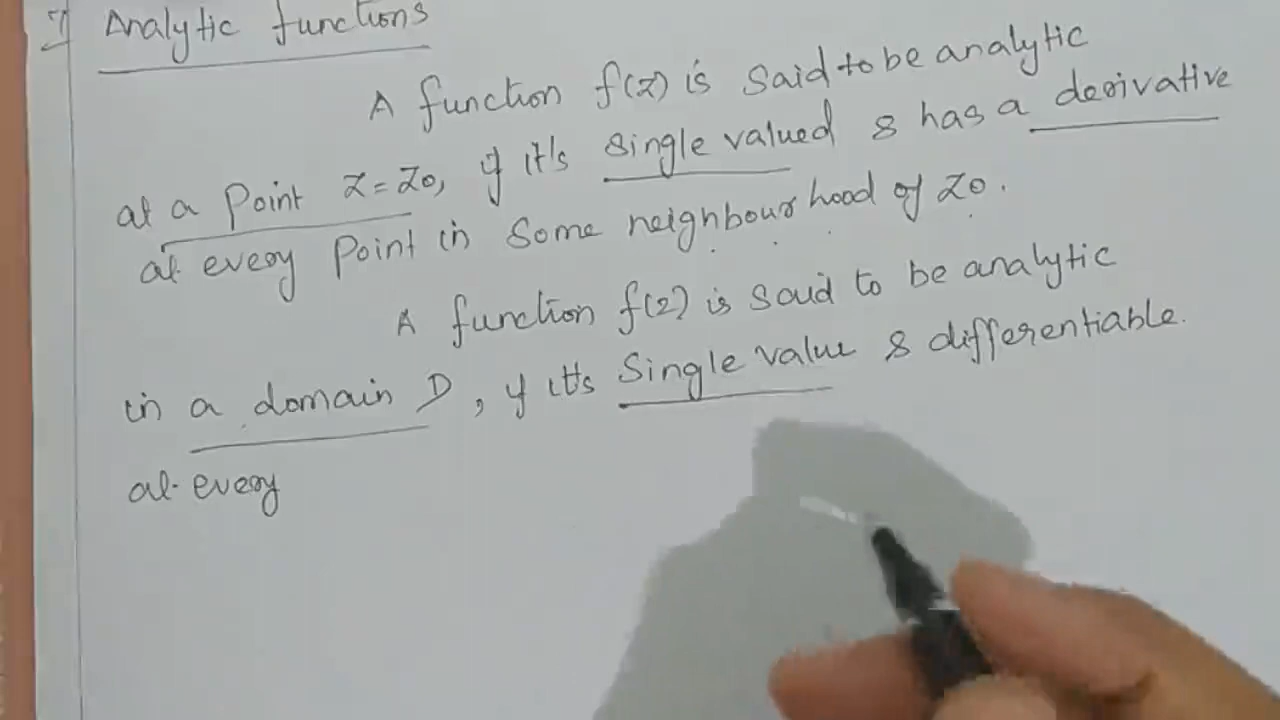 I Analytic functions
A function f(z) is said to be analytic
at a point z=z0, if it's single valued & has a derivative
at every point in some neighbourhood of z0.
A function f(z) is said to be analytic
in a domain D, if it's single value & differentiable.
at every